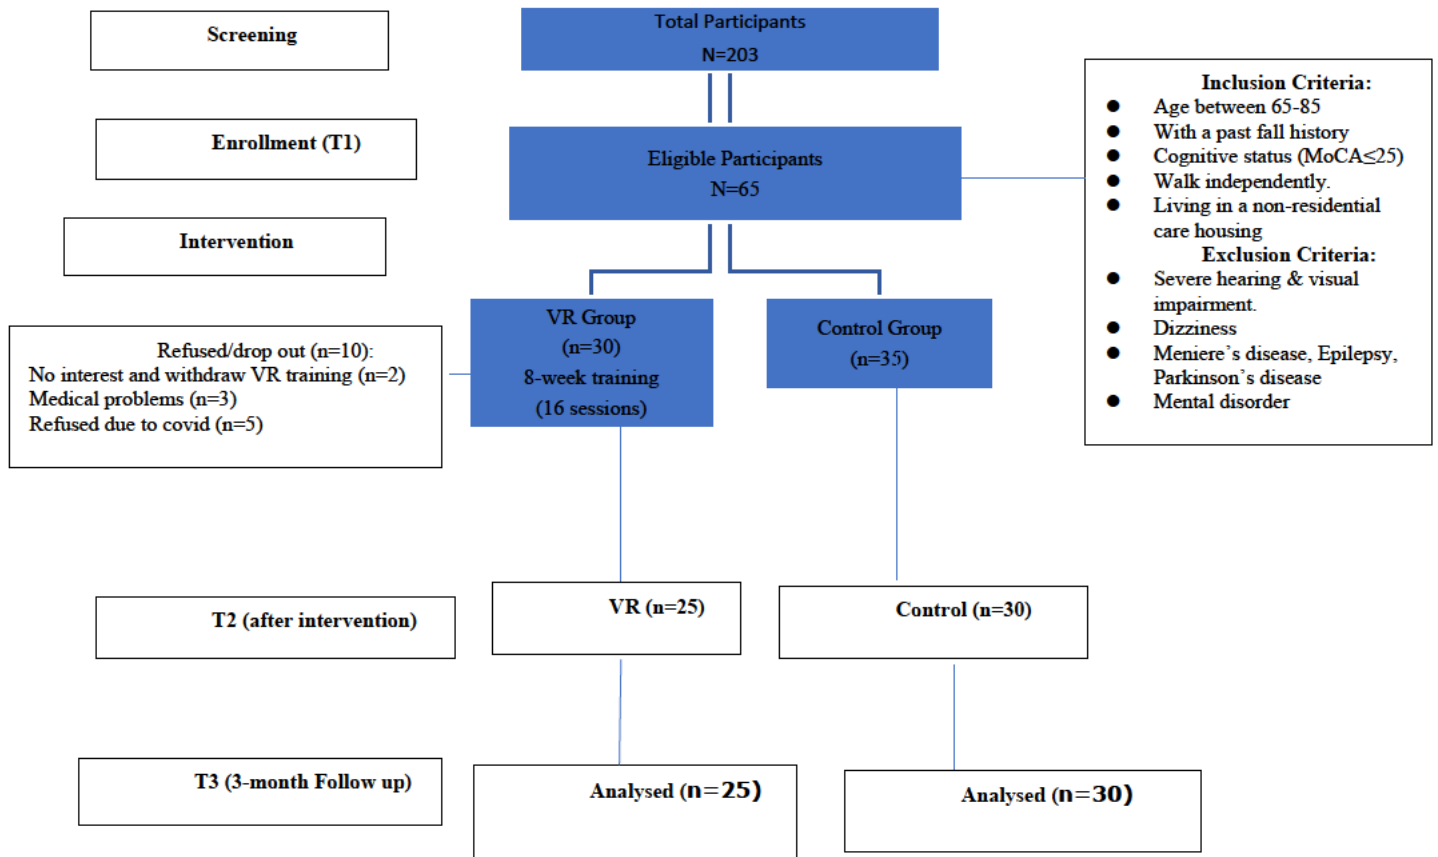 Screening
Total Participants
N=203
Enrollment (T1)
Eligible Participants
N=65
Inclusion Criteria:
● Age between 65-85
● With a past fall history
● Cognitive status (MoCA≤25)
● Walk independently.
● Living in a non-residential
care housing
Exclusion Criteria:
● Severe hearing & visual
impairment.
● Dizziness
● Meniere’s disease, Epilepsy,
Parkinson’s disease
● Mental disorder
Intervention
VR Group
(n=30)
8-week training
(16 sessions)
Control Group
(n=35)
Refused/drop out (n=10):
No interest and withdraw VR training (n=2)
Medical problems (n=3)
Refused due to covid (n=5)
T2 (after intervention)
VR (n=25)
Control (n=30)
T3 (3-month Follow up)
Analysed (n=25)
Analysed (n=30)